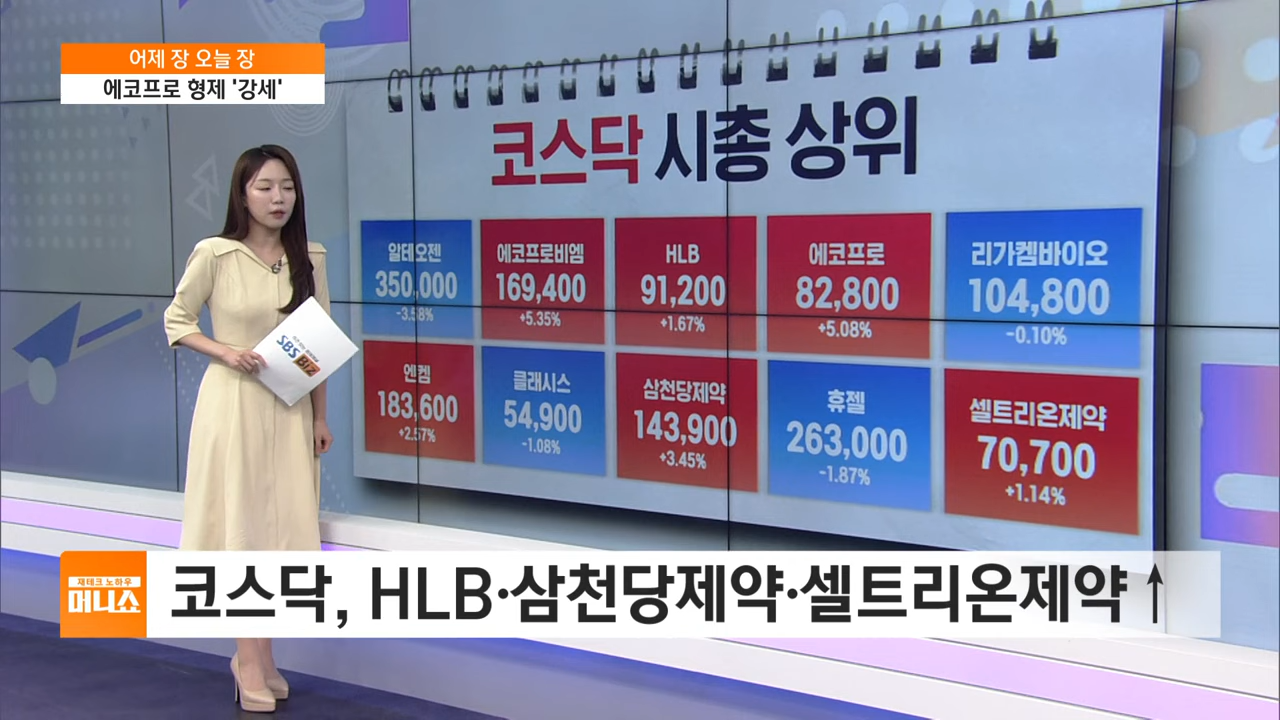 어제 장 오늘 장
에코프로 형제 '강세'
코스닥 시총 상위
알테오젠
350,000
-3.58%
에코프로비엠
169,400
+5.35%
HLB
91,200
+1.67%
에코프로
82,800
+5.08%
리가켐바이오
104,800
-0.10%
엔켐
183,600
+2.57%
클래시스
54,900
-1.08%
삼천당제약
143,900
+3.45%
휴젤
263,000
-1.87%
셀트리온제약
70,700
+1.14%
SBS Biz
재테크 노하우
머니쇼
코스닥, HLB·삼천당제약·셀트리온제약↑